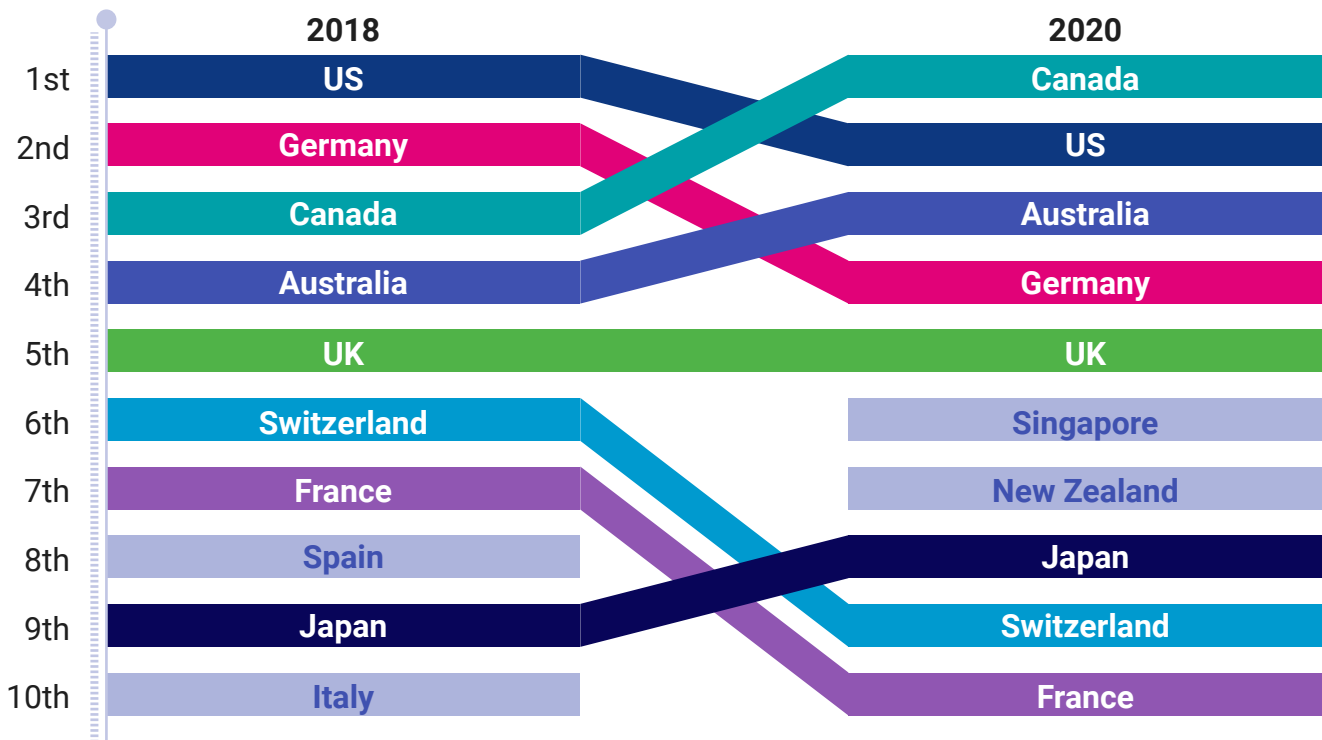 2018 2020
1st US Canada
2nd Germany US
3rd Canada Australia
4th Australia Germany
5th UK UK
6th Switzerland Singapore
7th France New Zealand
8th Spain Japan
9th Japan Switzerland
10th Italy France